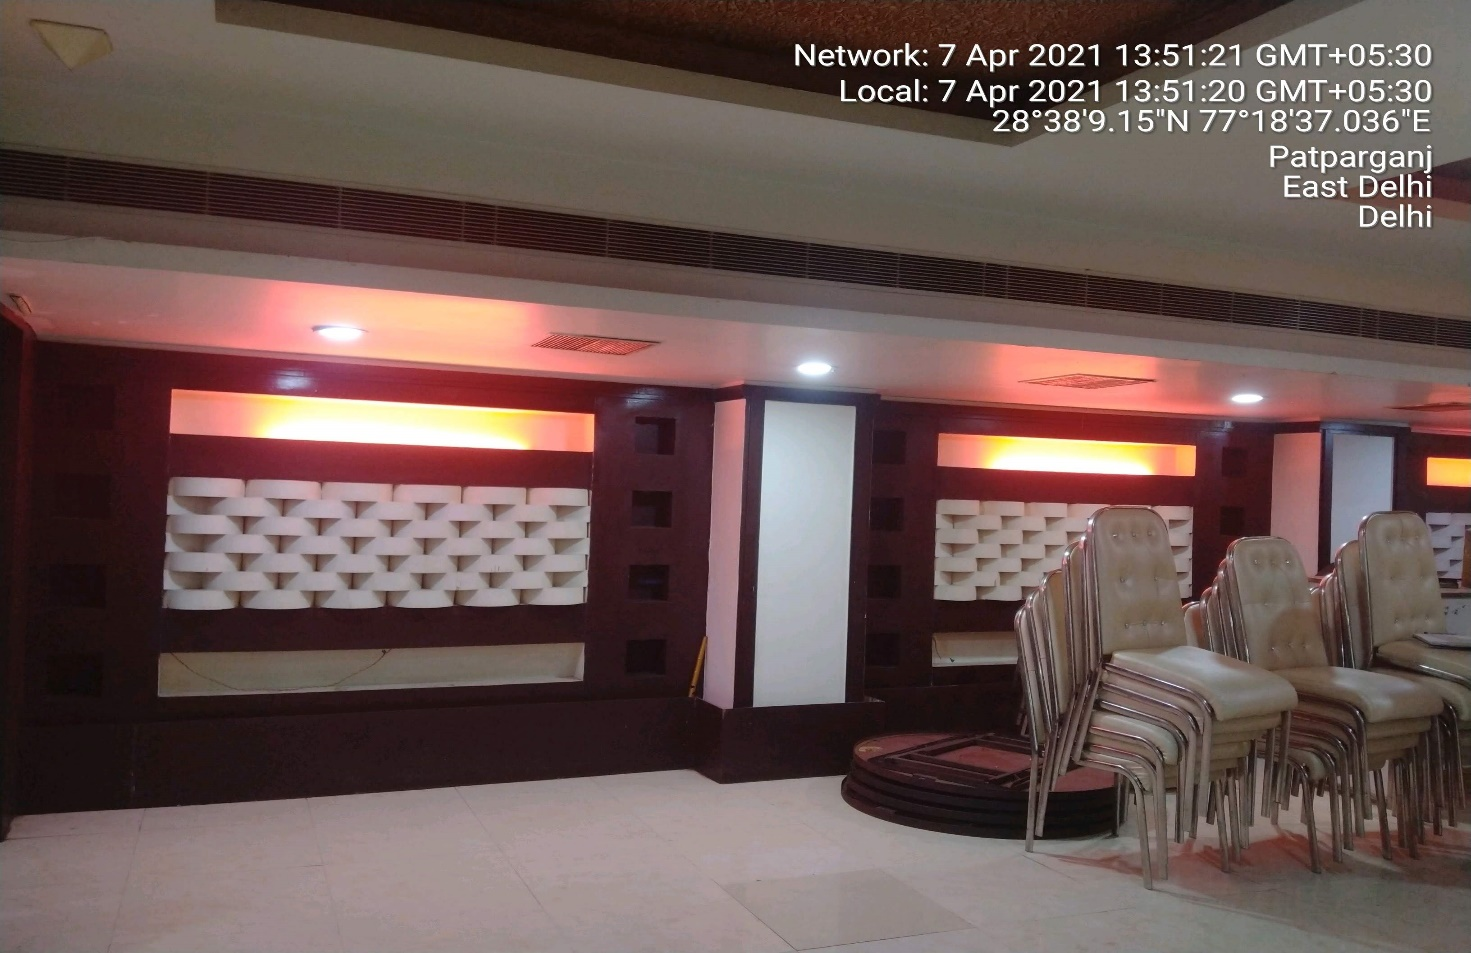 Network: 7 Apr 2021 13:51:21 GMT+05:30
Local: 7 Apr 2021 13:51:20 GMT+05:30
28°38'9.15"N 77°18'37.036"E
Patparganj
East Delhi
Delhi